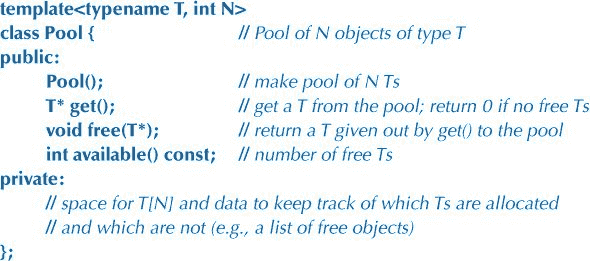 template<typename T, int N>
class Pool { // Pool of N objects of type T
public:
Pool(); // make pool of N Ts
T* get(); // get a T from the pool; return 0 if no free Ts
void free(T*); // return a T given out by get() to the pool
int available() const; // number of free Ts
private:
// space for T[N] and data to keep track of which Ts are allocated
// and which are not (e.g., a list of free objects)
};